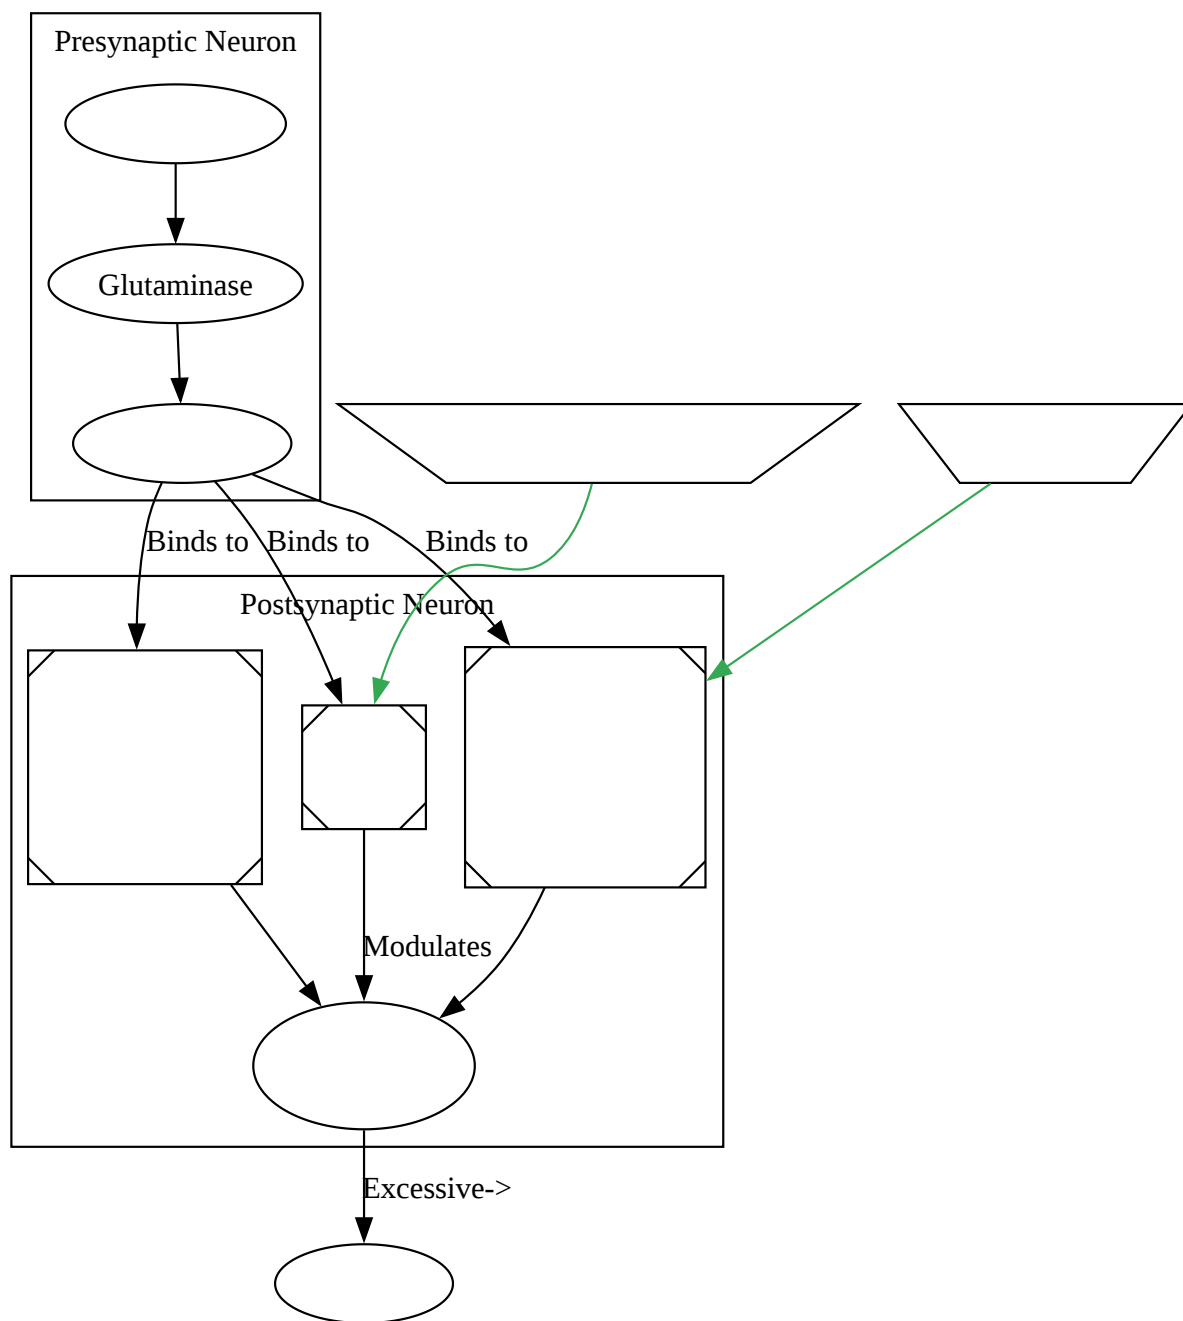 Presynaptic Neuron
Glutaminase
Binds to
Binds to
Binds to
Postsynaptic Neuron
Modulates
Excessive->